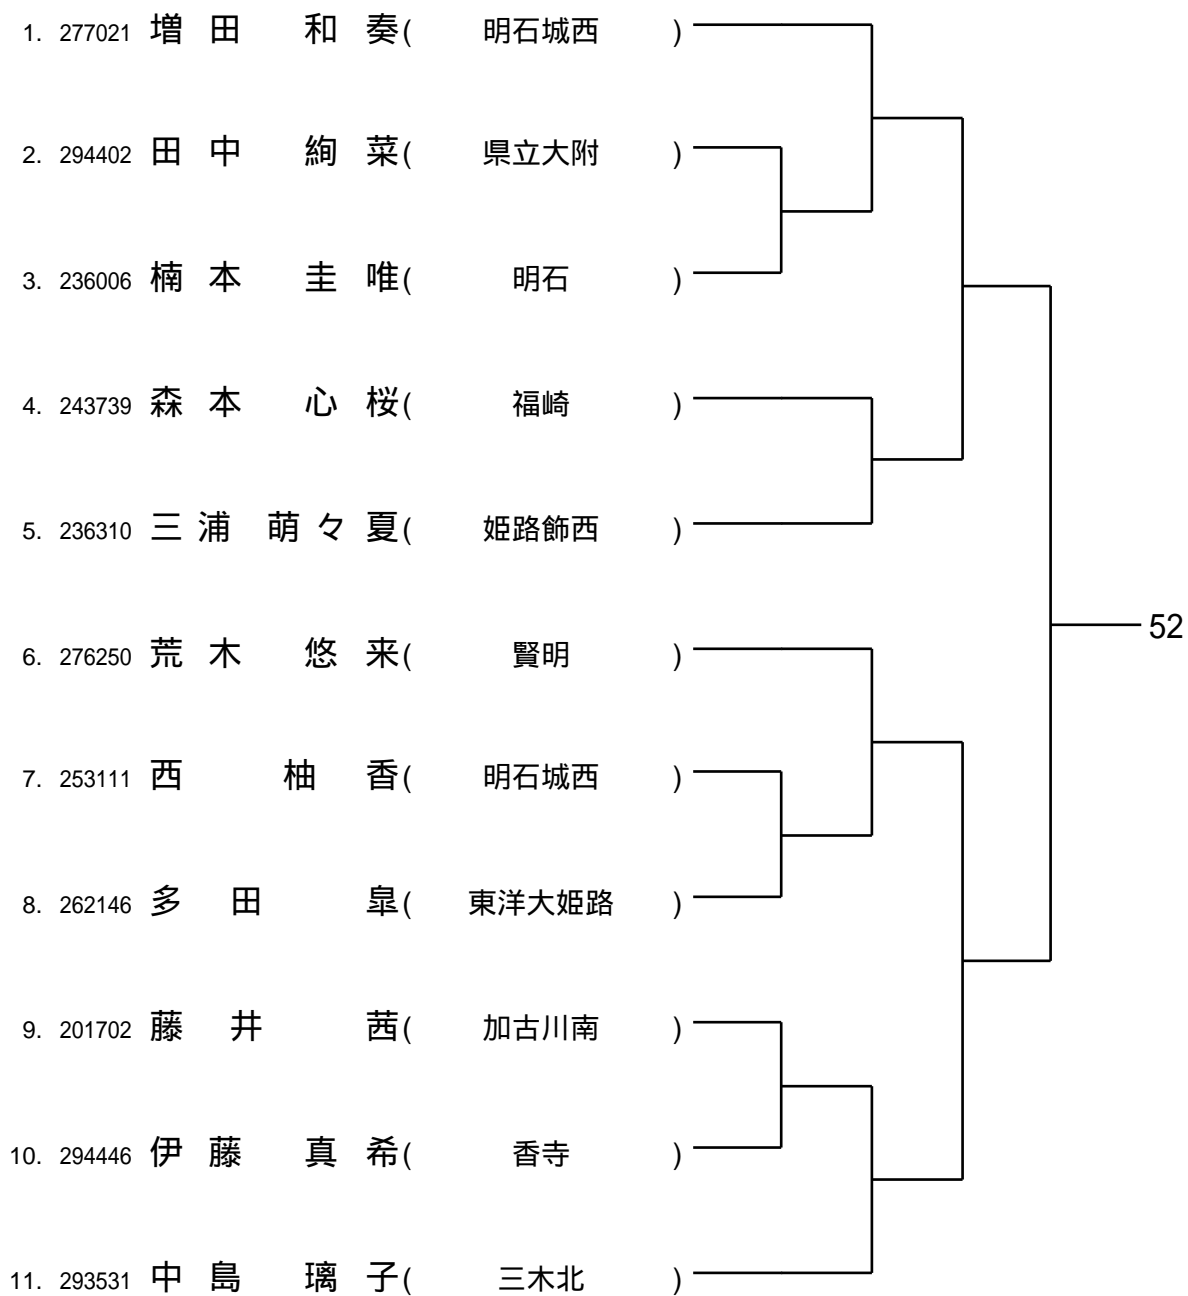 1. 277021 増田 和奏( 明石城西 )
2. 294402 田中 絢菜( 県立大附 )
3. 236006 楠本 圭唯( 明石 )
4. 243739 森本 心桜( 福崎 )
5. 236310 三浦 萌々夏( 姫路飾西 )
52
6. 276250 荒木 悠来( 賢明 )
7. 253111 西 柚香( 明石城西 )
8. 262146 多田 皐( 東洋大姫路 )
9. 201702 藤井 茜( 加古川南 )
10. 294446 伊藤 真希( 香寺 )
11. 293531 中島 璃子( 三木北 )